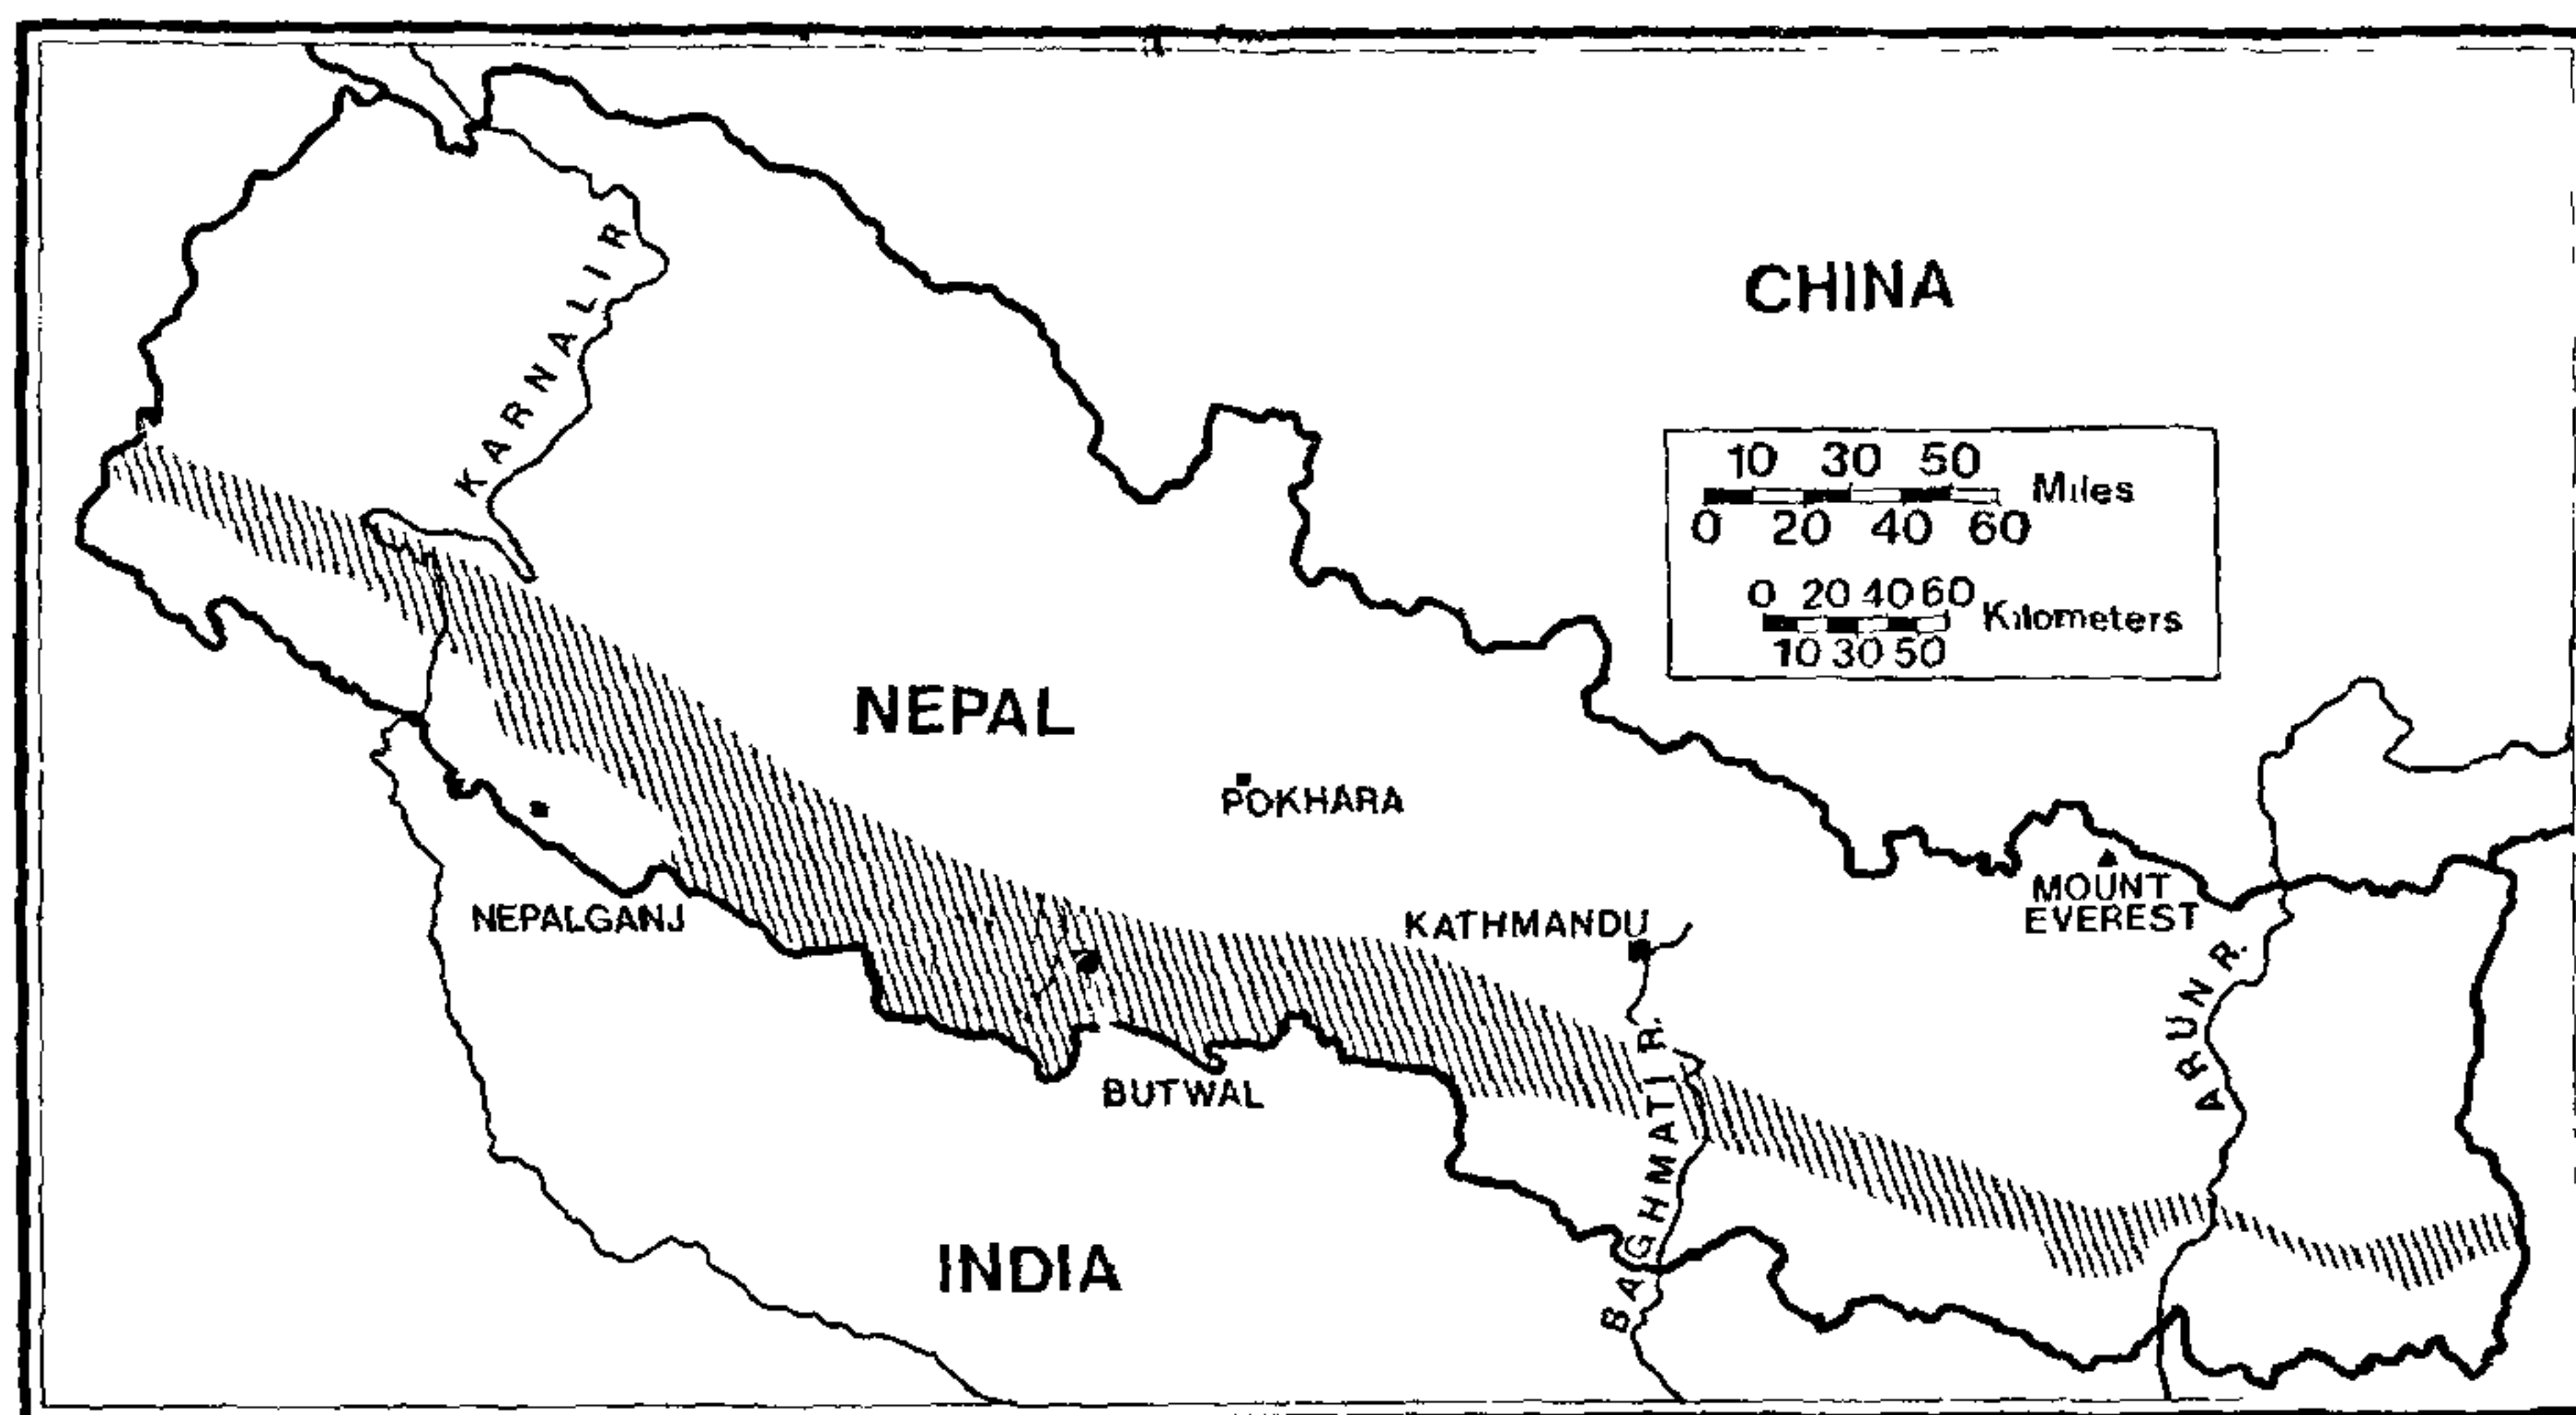 KARNALI R
CHINA
10 30 50
Miles
0 20 40 60
0 20 40 60
Kilometers
10 30 50
NEPAL
POKHARA
NEPALGANJ
KATHMANDU
MOUNT
EVEREST
ARUN R.
BUTWAL
BAGHMATI R.
INDIA